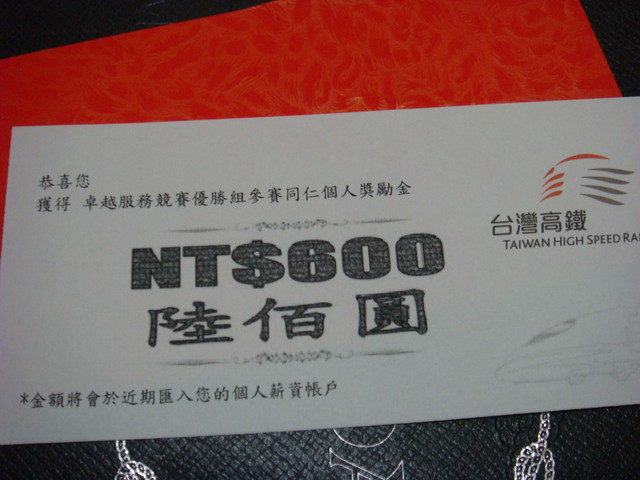 恭喜您
獲得 卓越服務競賽優勝組參賽同仁個人獎勵金
NT$600
陸佰圓
*金額將會於近期匯入您的個人薪資帳戶
台灣高鐵
TAIWAN HIGH SPEED RA